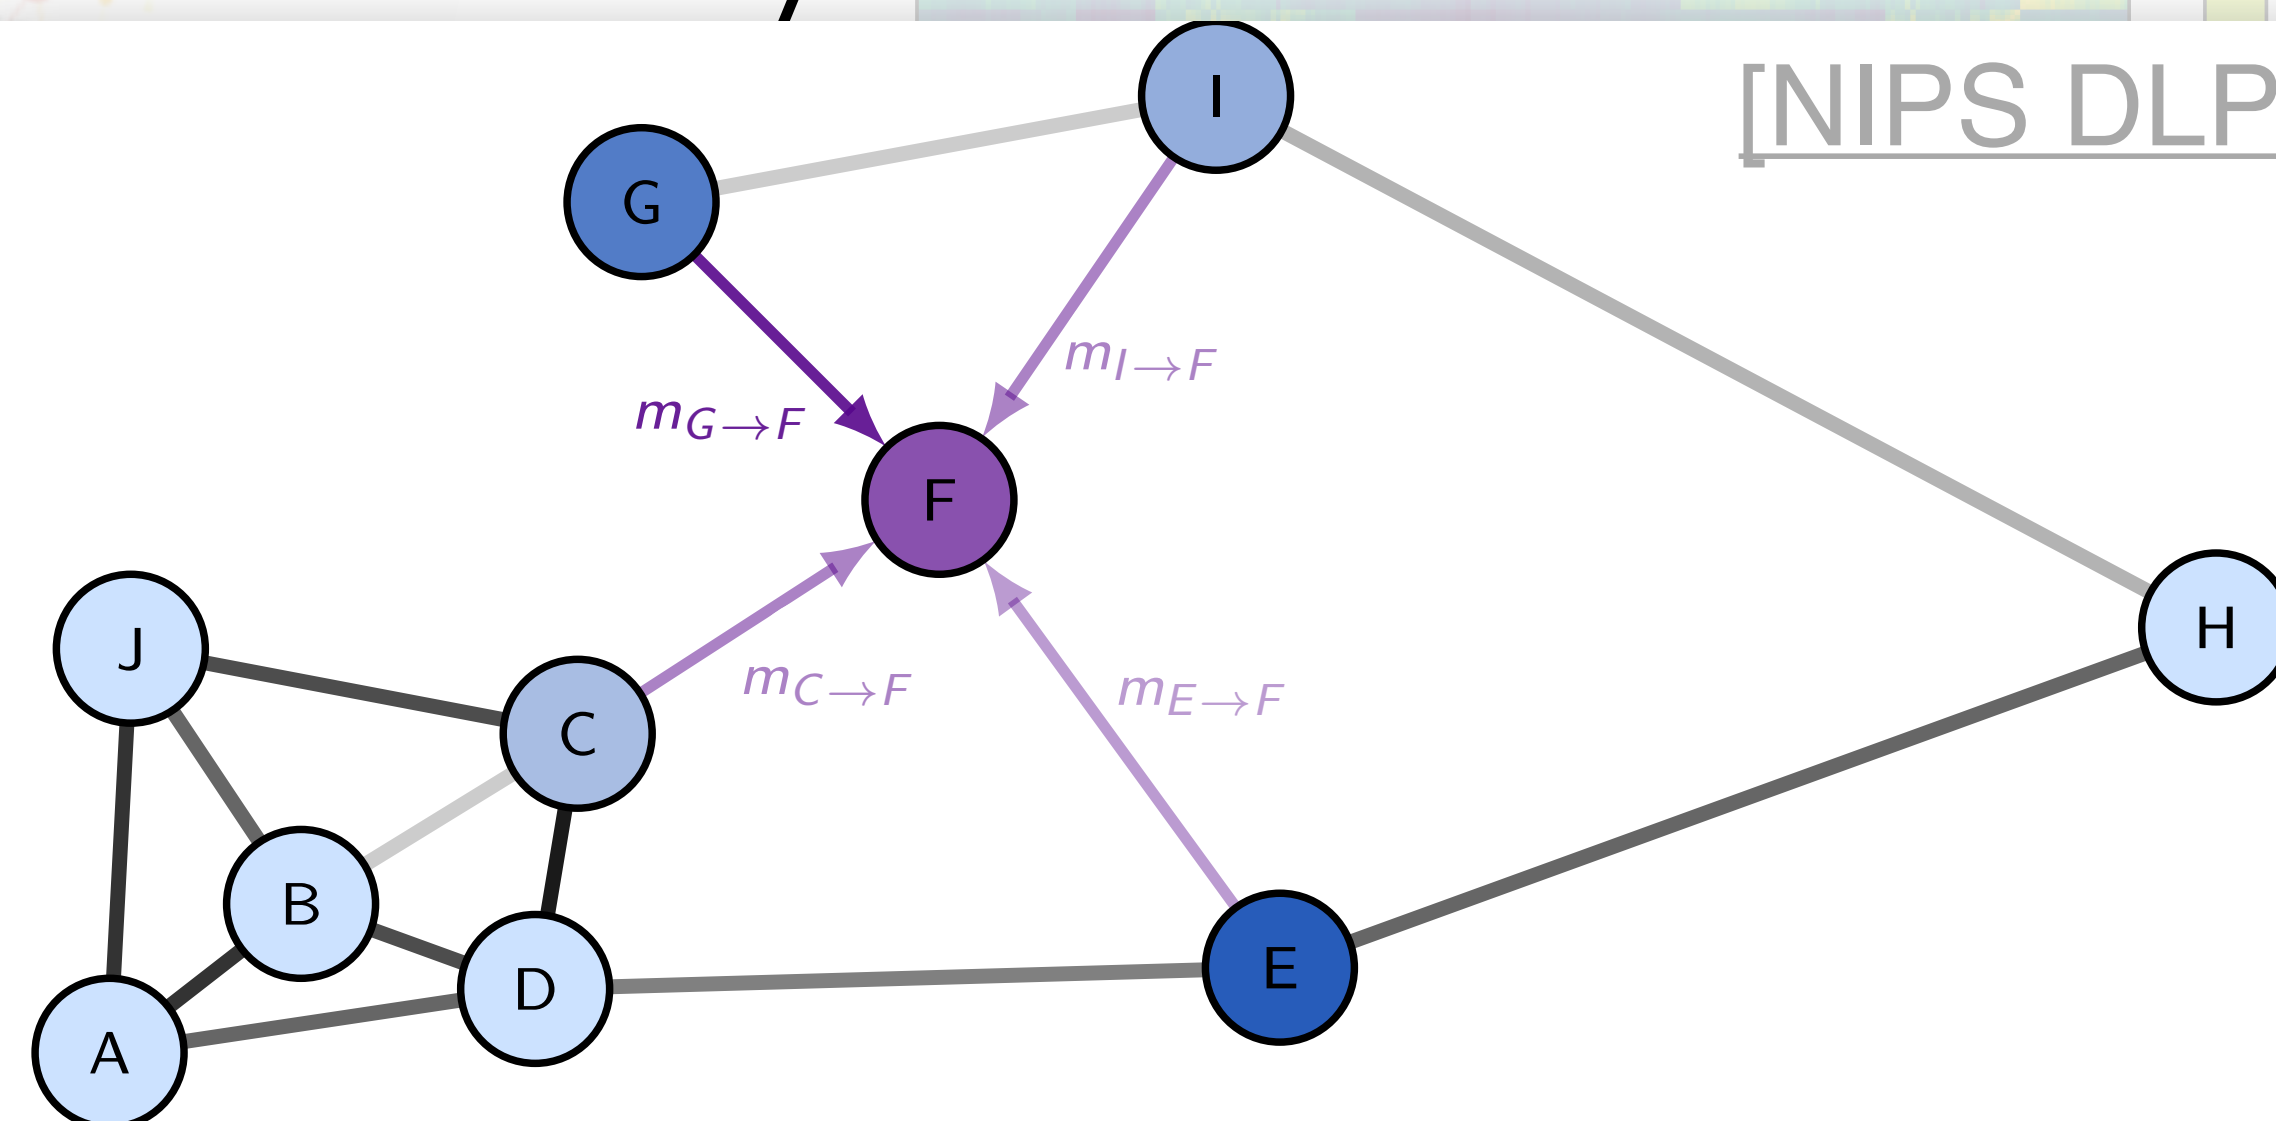 I
[NIPS DLP
G
m_{I→F}
m_{G→F}
F
H
J
m_{C→F}
m_{E→F}
C
B
E
D
A